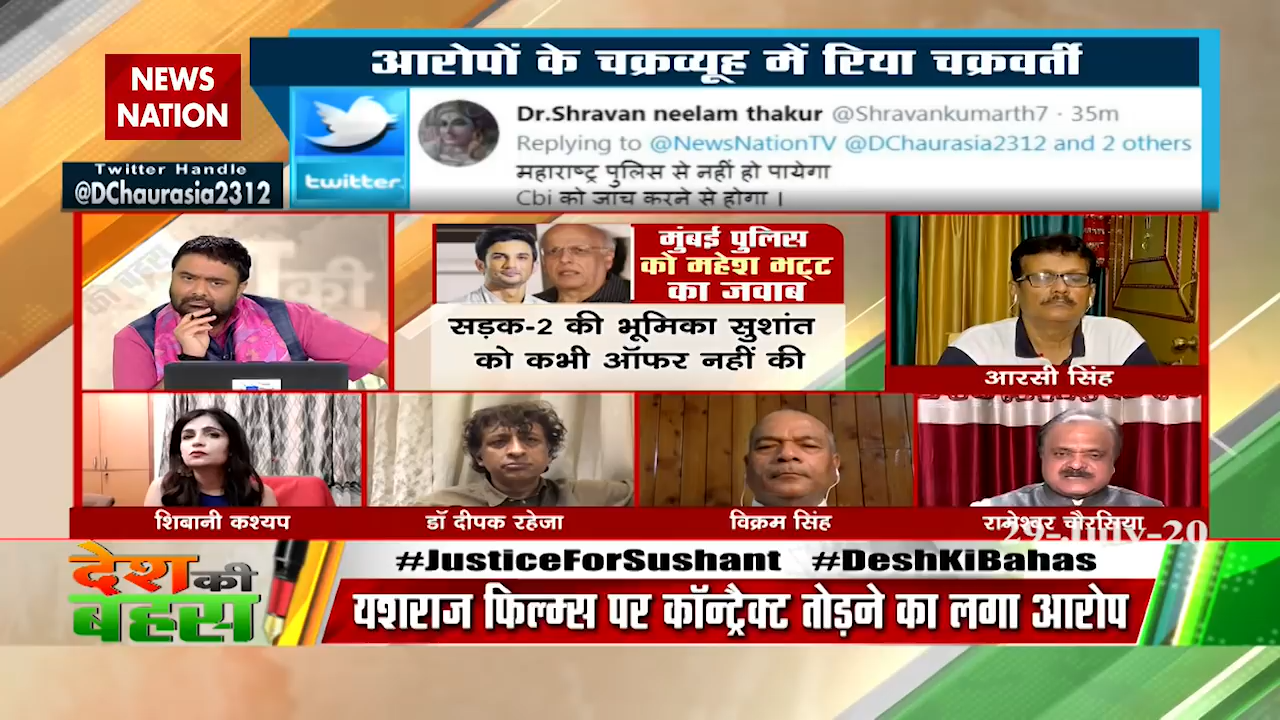 आरोपों के चक्रव्यूह में रिया चक्रवर्ती
NEWS
NATION
Dr.Shravan neelam thakur @Shravankumarth7 · 35m
Replying to @NewsNationTV @DChaurasia2312 and 2 others
महाराष्ट्र पुलिस से नहीं हो पायेगा
Cbi को जांच करने से होगा ।
twitter
Twitter Handle
@DChaurasia2312
मुंबई पुलिस
को महेश भट्ट
का जवाब
सड़क-2 की भूमिका सुशांत
को कभी ऑफर नहीं की
आरसी सिंह
शिबानी कश्यप
डॉ दीपक रहेजा
विक्रम सिंह
रामेश्वर चौरसिया
29-July-20
देश की
बहस
#JusticeForSushant #DeshKiBahas
यशराज फिल्म्स पर कॉन्ट्रैक्ट तोड़ने का लगा आरोप